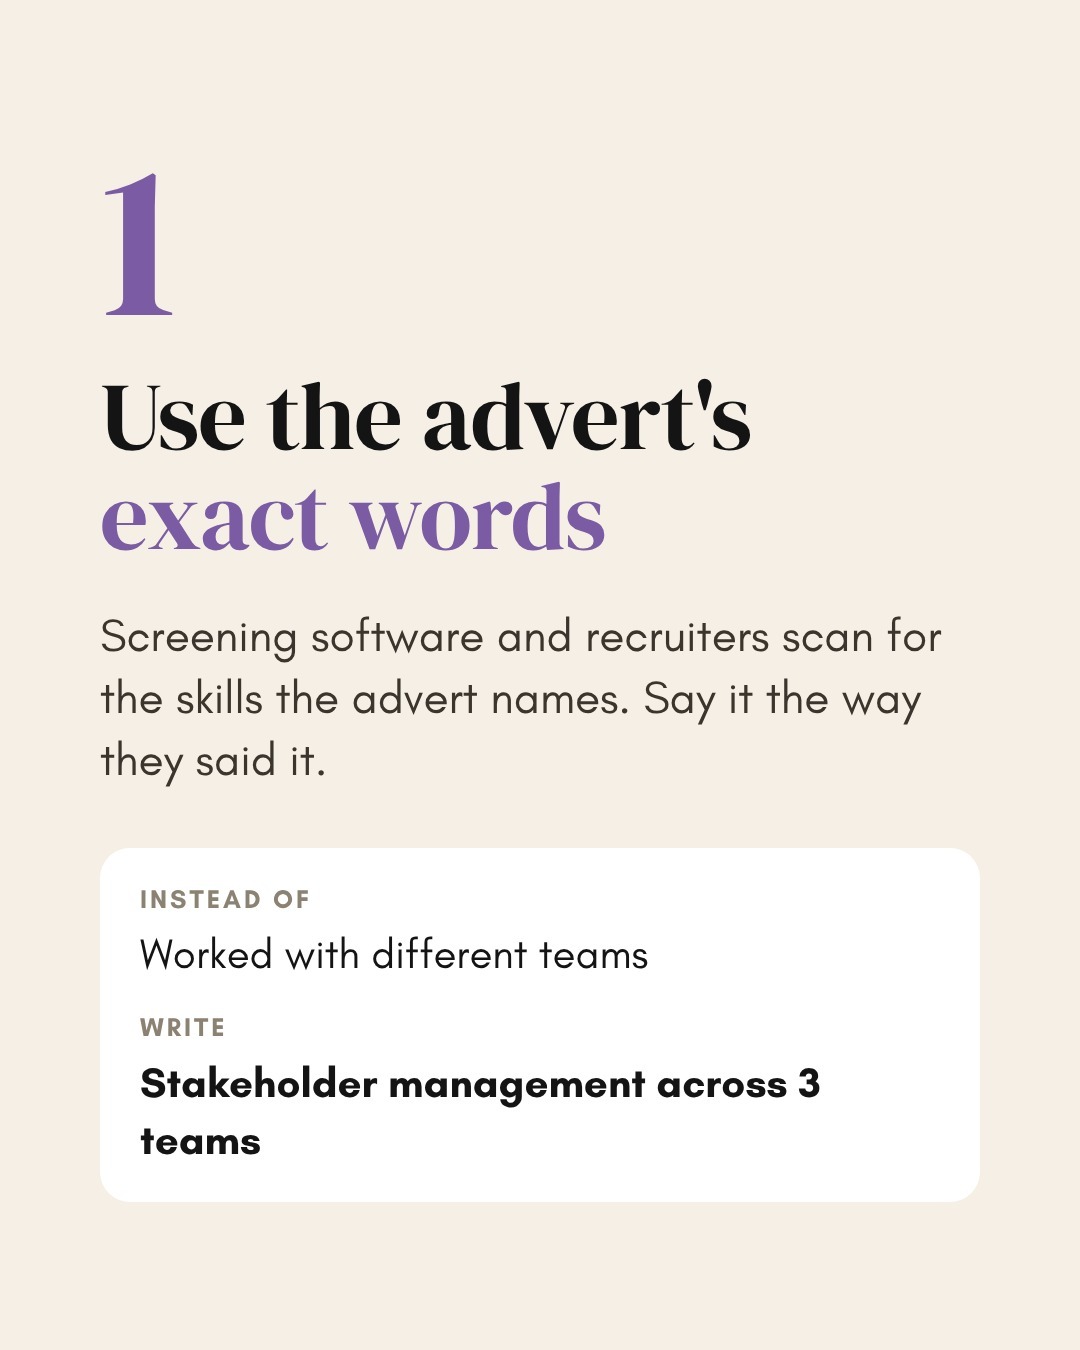 1
Use the advert's
exact words
Screening software and recruiters scan for
the skills the advert names. Say it the way
they said it.
INSTEAD OF
Worked with different teams
WRITE
Stakeholder management across 3
teams